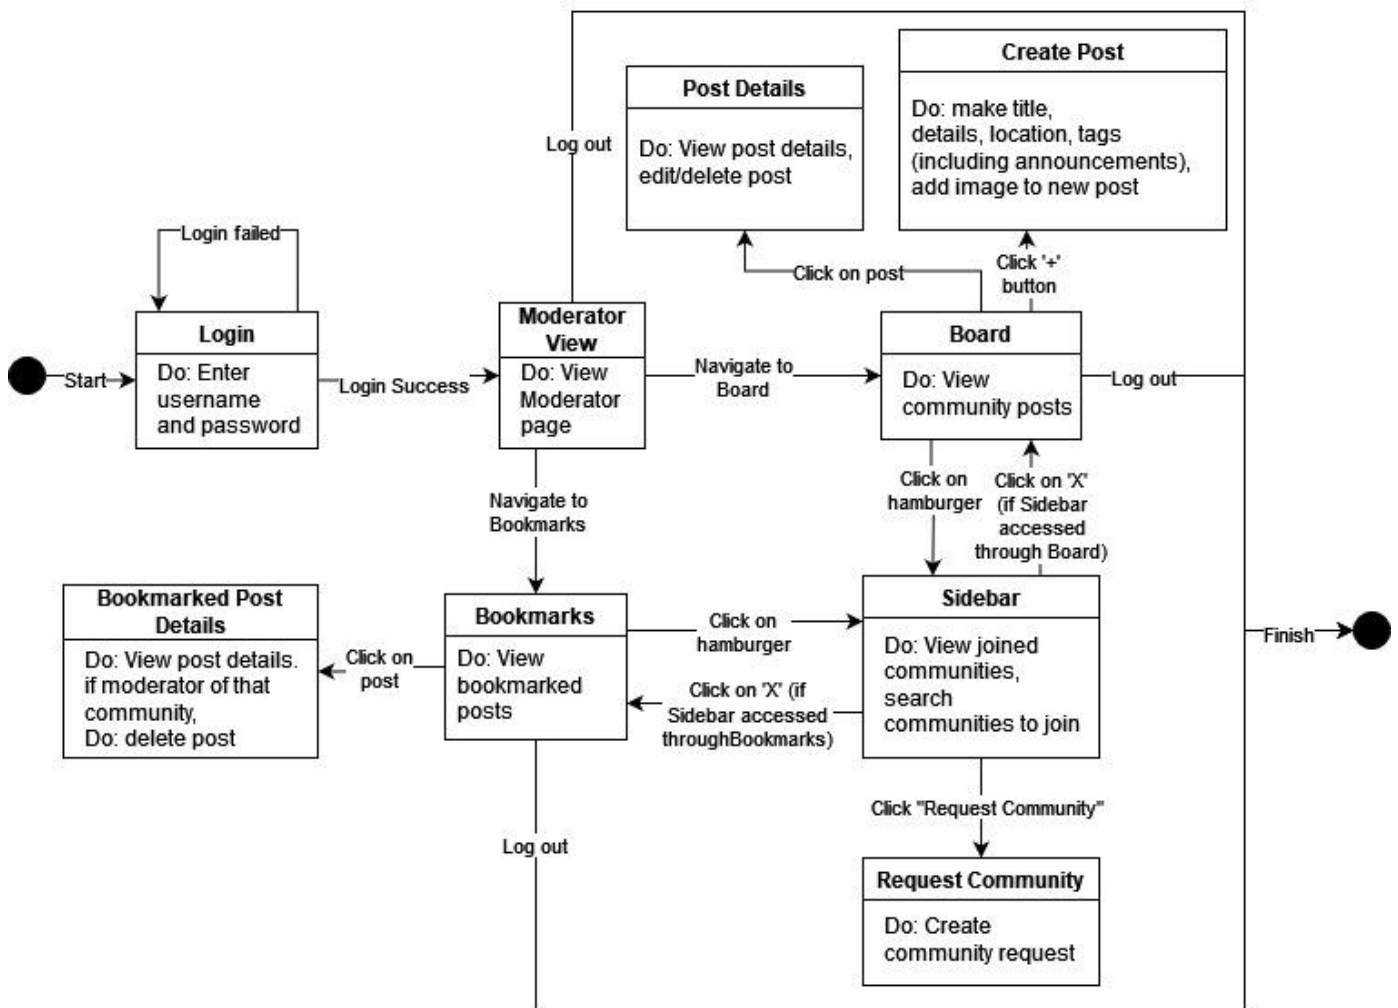 Create Post
Do: make title,
details, location, tags
(including announcements),
add image to new post
Post Details
Do: View post details,
edit/delete post
Log out
Login failed
Click on post
Click '+'
button
Login
Do: Enter
username
and password
Start
Login Success
Moderator
View
Do: View
Moderator
page
Navigate to
Board
Board
Do: View
community posts
Log out
Navigate to
Bookmarks
Click on
hamburger
Click on 'X'
(if Sidebar
accessed
through Board)
Bookmarked Post
Details
Do: View post details.
if moderator of that
community,
Do: delete post
Click on
post
Bookmarks
Do: View
bookmarked
posts
Click on
hamburger
Click on 'X' (if
Sidebar accessed
throughBookmarks)
Sidebar
Do: View joined
communities,
search
communities to join
Finish
Log out
Click "Request Community"
Request Community
Do: Create
community request